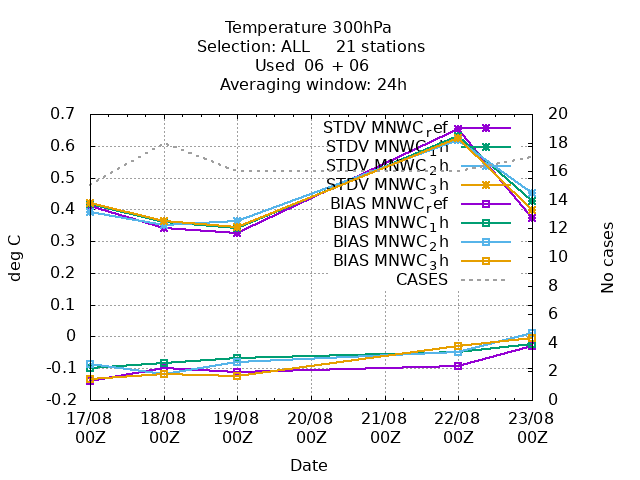 Temperature 300hPa
Selection: ALL 21 stations
Used 06 + 06
Averaging window: 24h
0.7
0.6
0.5
0.4
0.3
0.2
0.1
0
-0.1
-0.2
deg C
20
18
16
14
12
10
8
6
4
2
0
No cases
STDV MNWC_ref
STDV MNWC_1h
STDV MNWC_2h
STDV MNWC_3h
BIAS MNWC_ref
BIAS MNWC_1h
BIAS MNWC_2h
BIAS MNWC_3h
CASES
17/08 18/08 19/08 20/08 21/08 22/08 23/08
00Z 00Z 00Z 00Z 00Z 00Z 00Z
Date